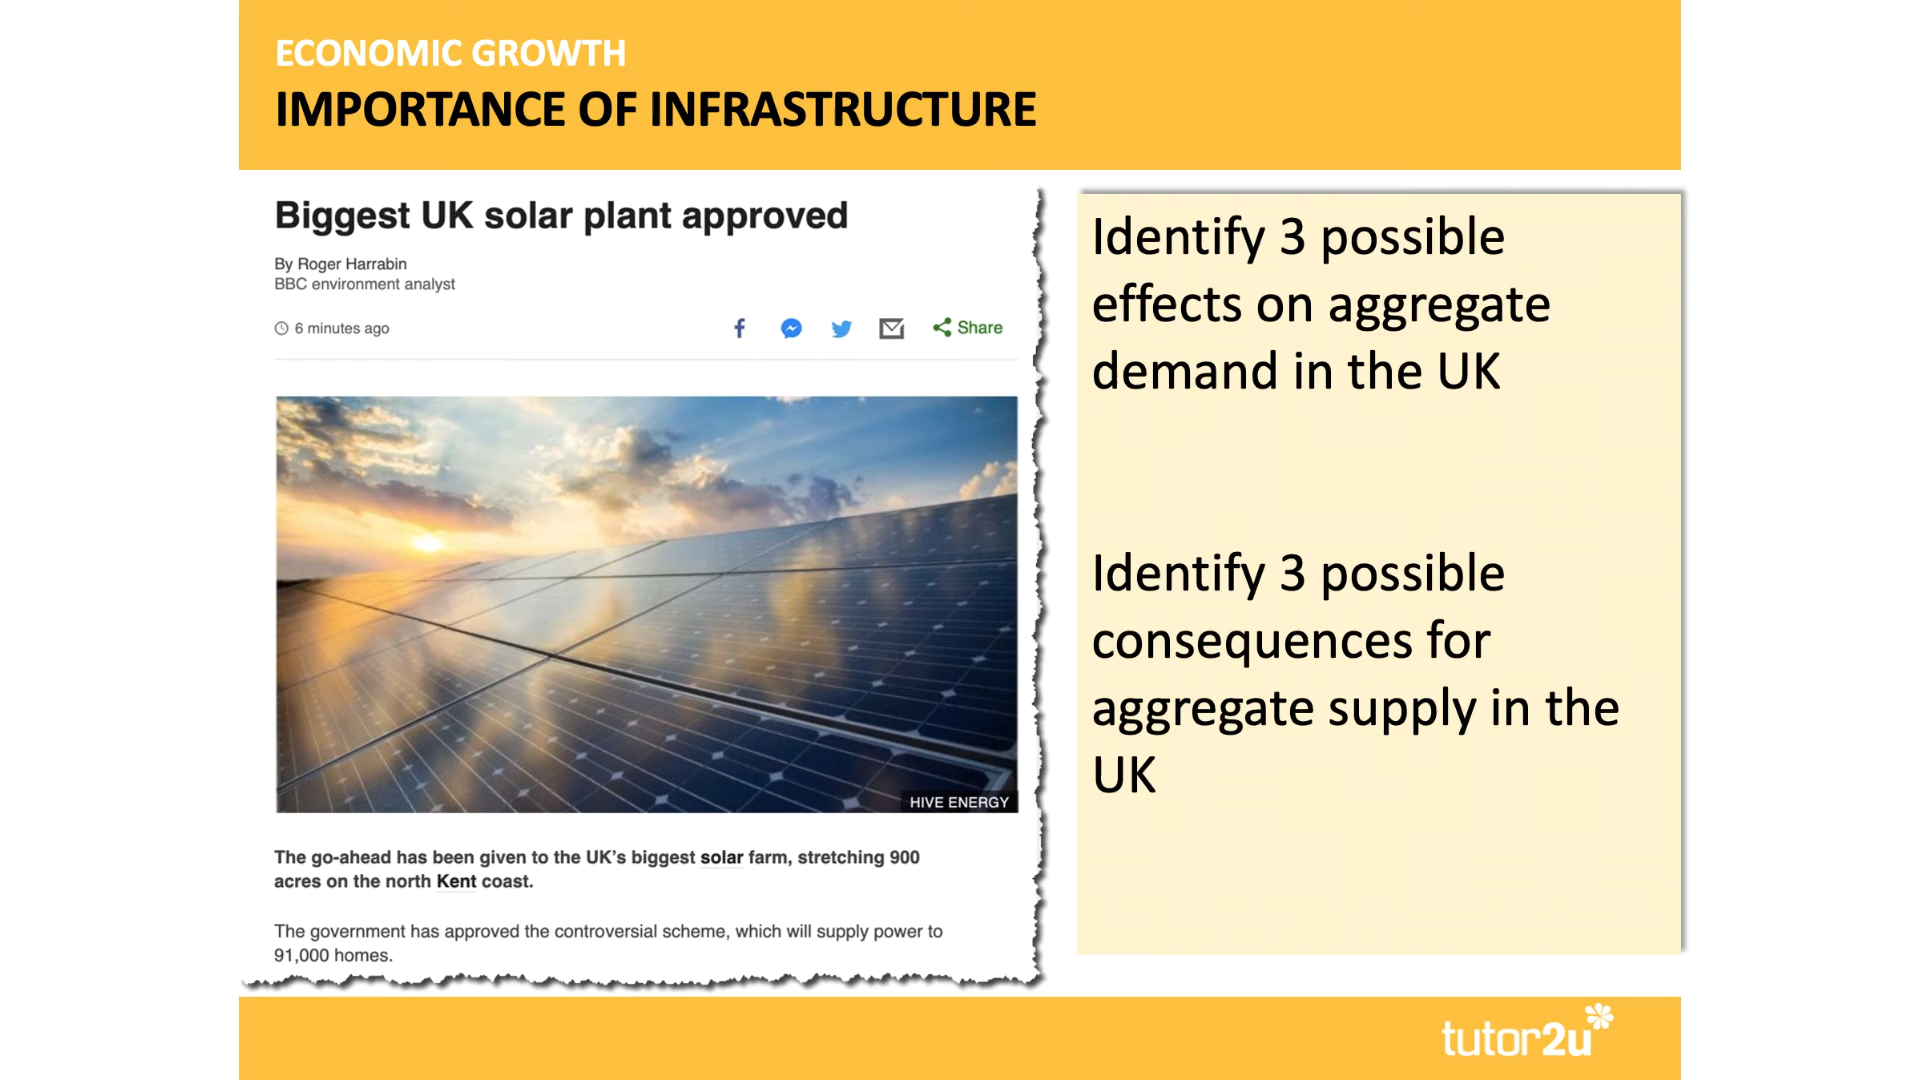 ECONOMIC GROWTH
IMPORTANCE OF INFRASTRUCTURE
Biggest UK solar plant approved
By Roger Harrabin
BBC environment analyst
6 minutes ago
Share
HIVE ENERGY
The go-ahead has been given to the UK's biggest solar farm, stretching 900
acres on the north Kent coast.
The government has approved the controversial scheme, which will supply power to
91,000 homes.
Identify 3 possible
effects on aggregate
demand in the UK
Identify 3 possible
consequences for
aggregate supply in the
UK
tutor2u